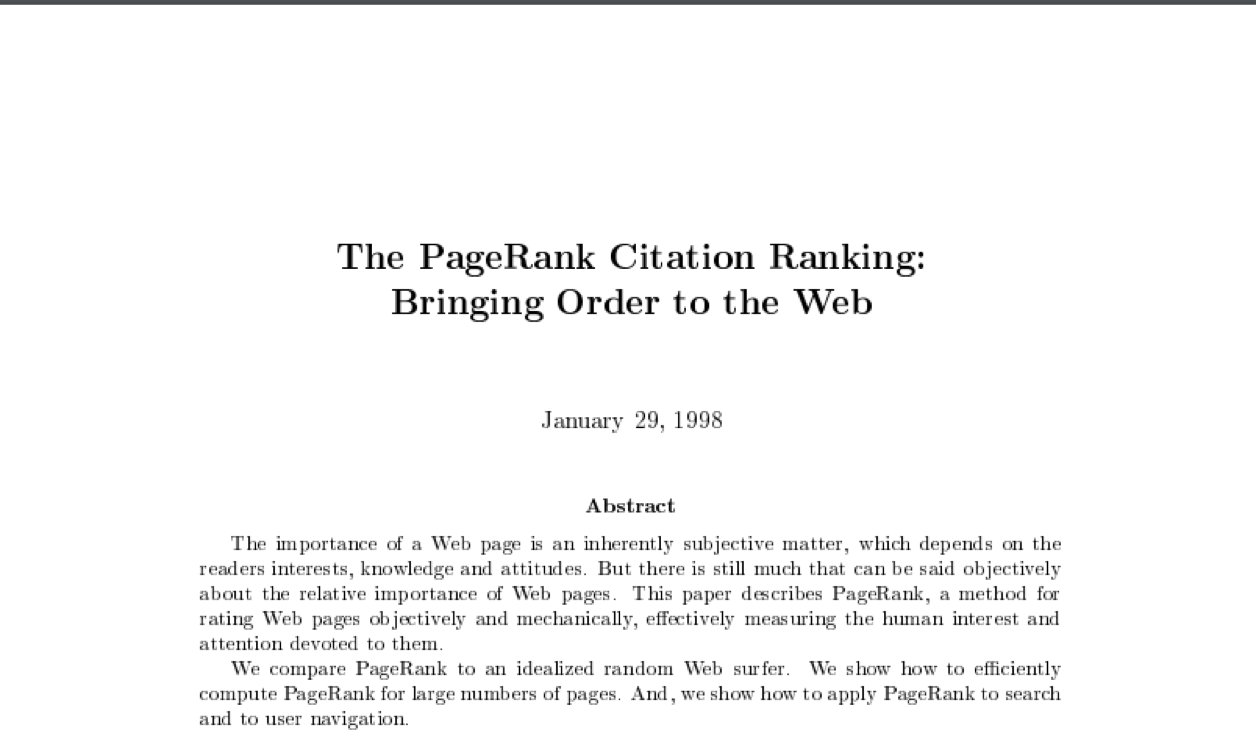 The PageRank Citation Ranking:
Bringing Order to the Web
January 29, 1998
Abstract
The importance of a Web page is an inherently subjective matter, which depends on the
readers interests, knowledge and attitudes. But there is still much that can be said objectively
about the relative importance of Web pages. This paper describes PageRank, a method for
rating Web pages objectively and mechanically, effectively measuring the human interest and
attention devoted to them.
We compare PageRank to an idealized random Web surfer. We show how to efficiently
compute PageRank for large numbers of pages. And, we show how to apply PageRank to search
and to user navigation.